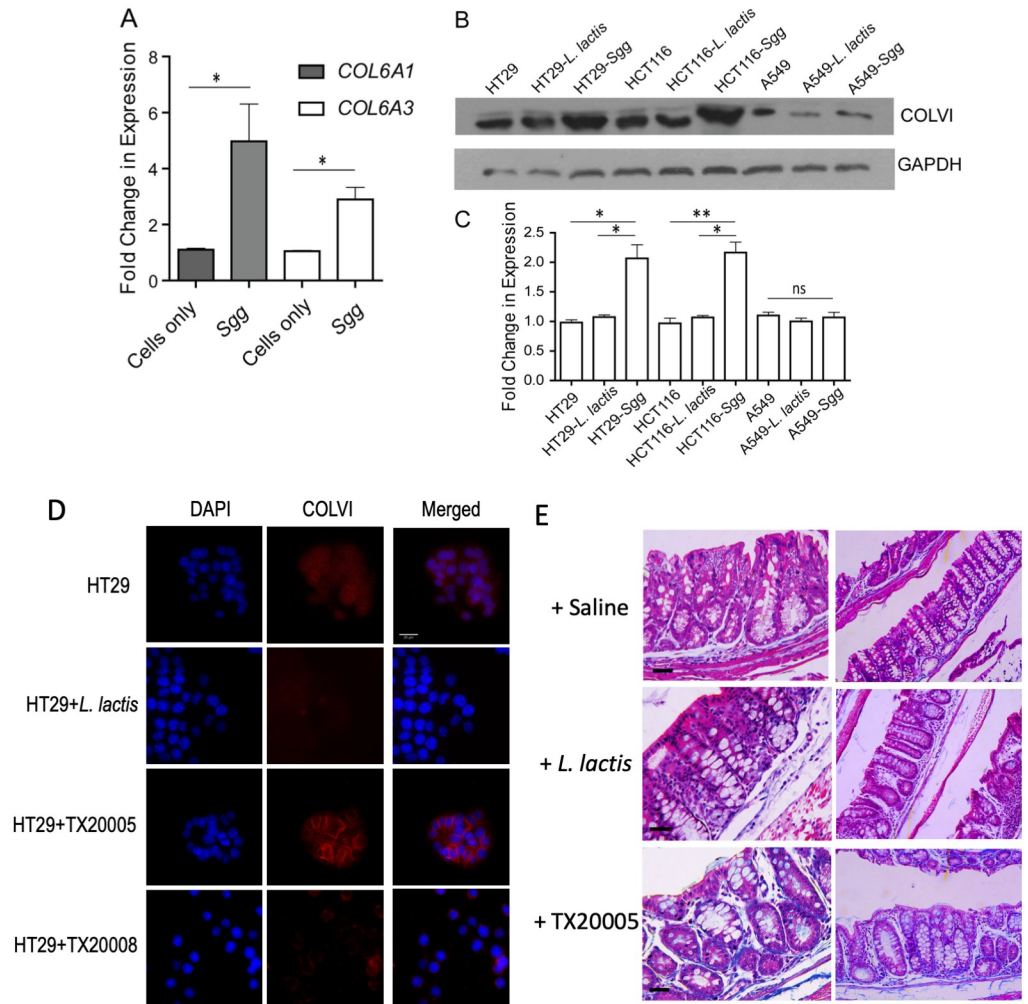 A
Fold Change in Expression
8
6
4
2
0
*
*
COL6A1
COL6A3
Cells only
Sgg
Cells only
Sgg
B
HT29
HT29-L. lactis
HT29-Sgg
HCT116
HCT116-L. lactis
HCT116-Sgg
A549
A549-L. lactis
A549-Sgg
COLVI
GAPDH
C
Fold Change in Expression
2.5
2.0
1.5
1.0
0.5
0.0
*
*
**
*
ns
HT29
HT29-L. lactis
HT29-Sgg
HCT116
HCT116-L. lactis
HCT116-Sgg
A549
A549-L. lactis
A549-Sgg
D
DAPI COLVI Merged
HT29
HT29+L. lactis
HT29+TX20005
HT29+TX20008
E
+ Saline
+ L. lactis
+ TX20005